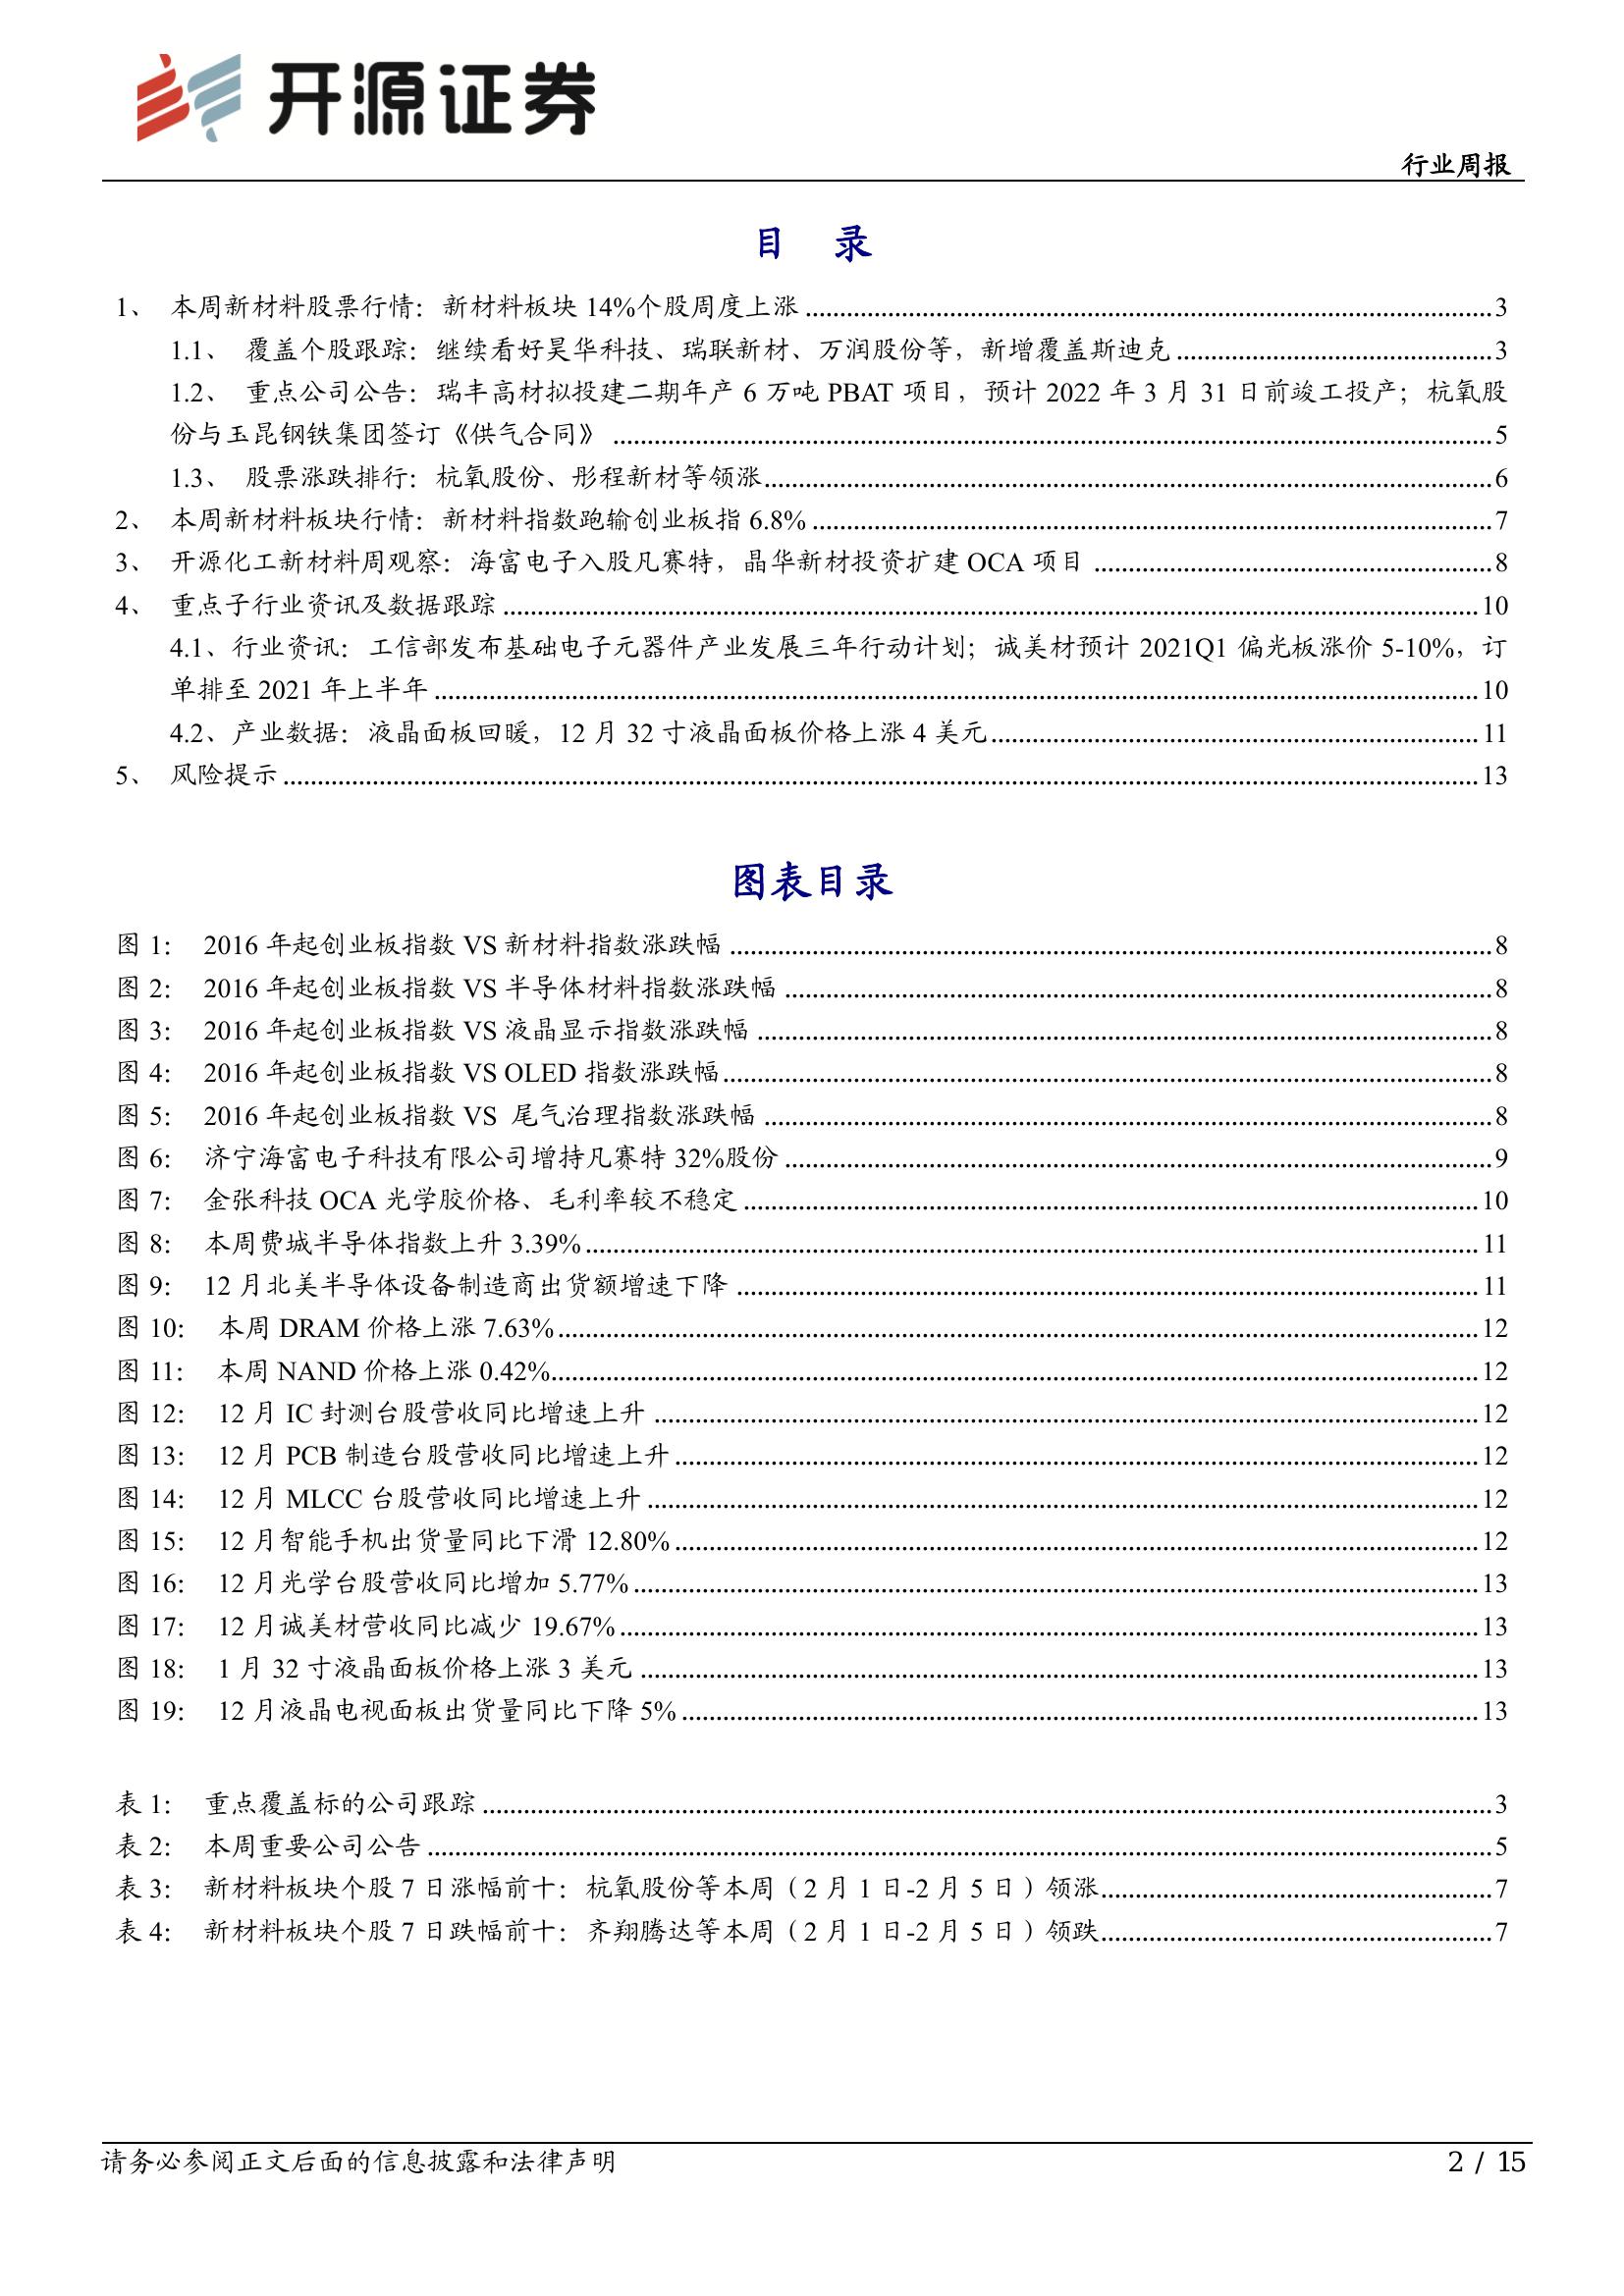 开源证券
行业周报
目 录
1、 本周新材料股票行情：新材料板块 14%个股周度上涨 3
1.1、 覆盖个股跟踪：继续看好昊华科技、瑞联新材、万润股份等，新增覆盖斯迪克 3
1.2、 重点公司公告：瑞丰高材拟投建二期年产 6 万吨 PBAT 项目，预计 2022 年 3 月 31 日前竣工投产；杭氧股
份与玉昆钢铁集团签订《供气合同》 5
1.3、 股票涨跌排行：杭氧股份、彤程新材等领涨 6
2、 本周新材料板块行情：新材料指数跑输创业板指 6.8% 7
3、 开源化工新材料周观察：海富电子入股凡赛特，晶华新材投资扩建 OCA 项目 8
4、 重点子行业资讯及数据跟踪 10
4.1、行业资讯：工信部发布基础电子元器件产业发展三年行动计划；诚美材预计 2021Q1 偏光板涨价 5-10%，订
单排至 2021 年上半年 10
4.2、产业数据：液晶面板回暖，12 月 32 寸液晶面板价格上涨 4 美元 11
5、 风险提示 13
图表目录
图 1： 2016 年起创业板指数 VS 新材料指数涨跌幅 8
图 2： 2016 年起创业板指数 VS 半导体材料指数涨跌幅 8
图 3： 2016 年起创业板指数 VS 液晶显示指数涨跌幅 8
图 4： 2016 年起创业板指数 VS OLED 指数涨跌幅 8
图 5： 2016 年起创业板指数 VS 尾气治理指数涨跌幅 8
图 6： 济宁海富电子科技有限公司增持凡赛特 32%股份 9
图 7： 金张科技 OCA 光学胶价格、毛利率较不稳定 10
图 8： 本周费城半导体指数上升 3.39% 11
图 9： 12 月北美半导体设备制造商出货额增速下降 11
图 10： 本周 DRAM 价格上涨 7.63% 12
图 11： 本周 NAND 价格上涨 0.42% 12
图 12： 12 月 IC 封测台股营收同比增速上升 12
图 13： 12 月 PCB 制造台股营收同比增速上升 12
图 14： 12 月 MLCC 台股营收同比增速上升 12
图 15： 12 月智能手机出货量同比下滑 12.80% 12
图 16： 12 月光学台股营收同比增加 5.77% 13
图 17： 12 月诚美材营收同比减少 19.67% 13
图 18： 1 月 32 寸液晶面板价格上涨 3 美元 13
图 19： 12 月液晶电视面板出货量同比下降 5% 13
表 1： 重点覆盖标的公司跟踪 3
表 2： 本周重要公司公告 5
表 3： 新材料板块个股 7 日涨幅前十：杭氧股份等本周（2 月 1 日-2 月 5 日）领涨 7
表 4： 新材料板块个股 7 日跌幅前十：齐翔腾达等本周（2 月 1 日-2 月 5 日）领跌 7
请务必参阅正文后面的信息披露和法律声明
2 / 15